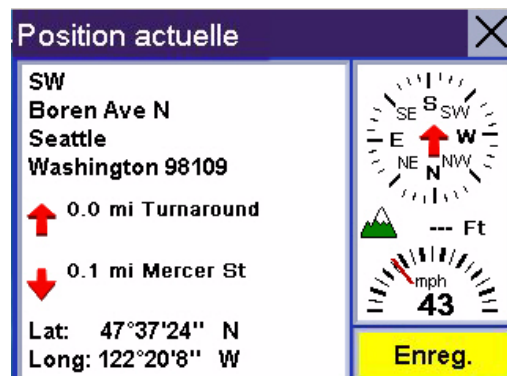 Position actuelle
SW
Boren Ave N
Seattle
Washington 98109
0.0 mi Turnaround
0.1 mi Mercer St
Lat: 47°37'24" N
Long: 122°20'8" W
S
SE SW
E W
NE NW
N
--- Ft
mph
43
Enreg.